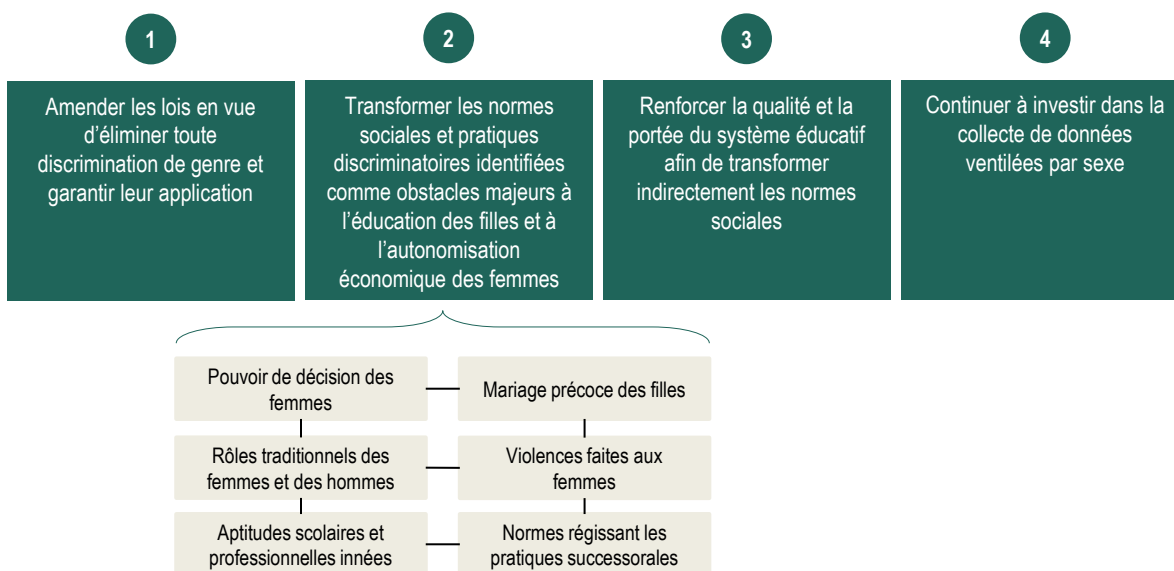 1
Amender les lois en vue
d'éliminer toute
discrimination de genre et
garantir leur application
2
Transformer les normes
sociales et pratiques
discriminatoires identifiées
comme obstacles majeurs à
l'éducation des filles et à
l'autonomisation
économique des femmes
3
Renforcer la qualité et la
portée du système éducatif
afin de transformer
indirectement les normes
sociales
4
Continuer à investir dans la
collecte de données
ventilées par sexe
Pouvoir de décision des
femmes
Mariage précoce des filles
Rôles traditionnels des
femmes et des hommes
Violences faites aux
femmes
Aptitudes scolaires et
professionnelles innées
Normes régissant les
pratiques successorales